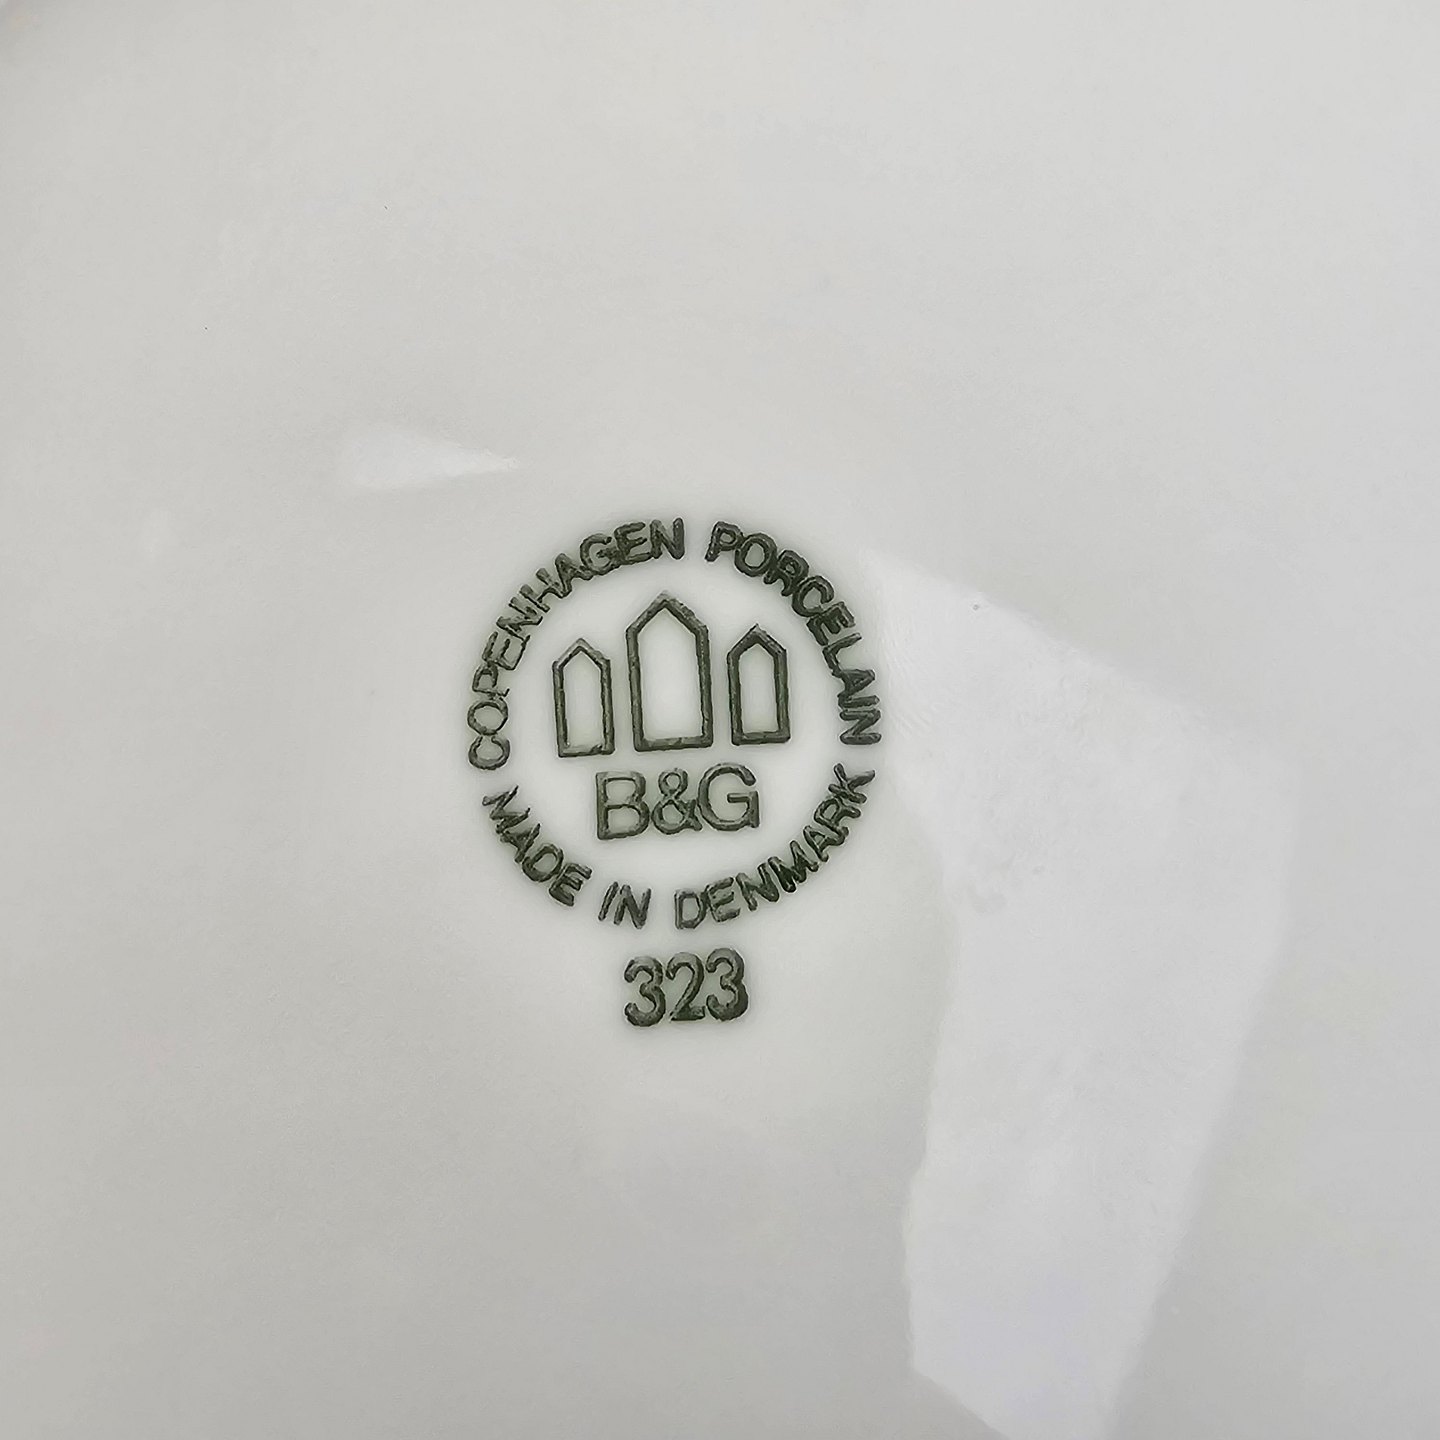 COPENHAGEN PORCELAIN
B&G
MADE IN DENMARK
323